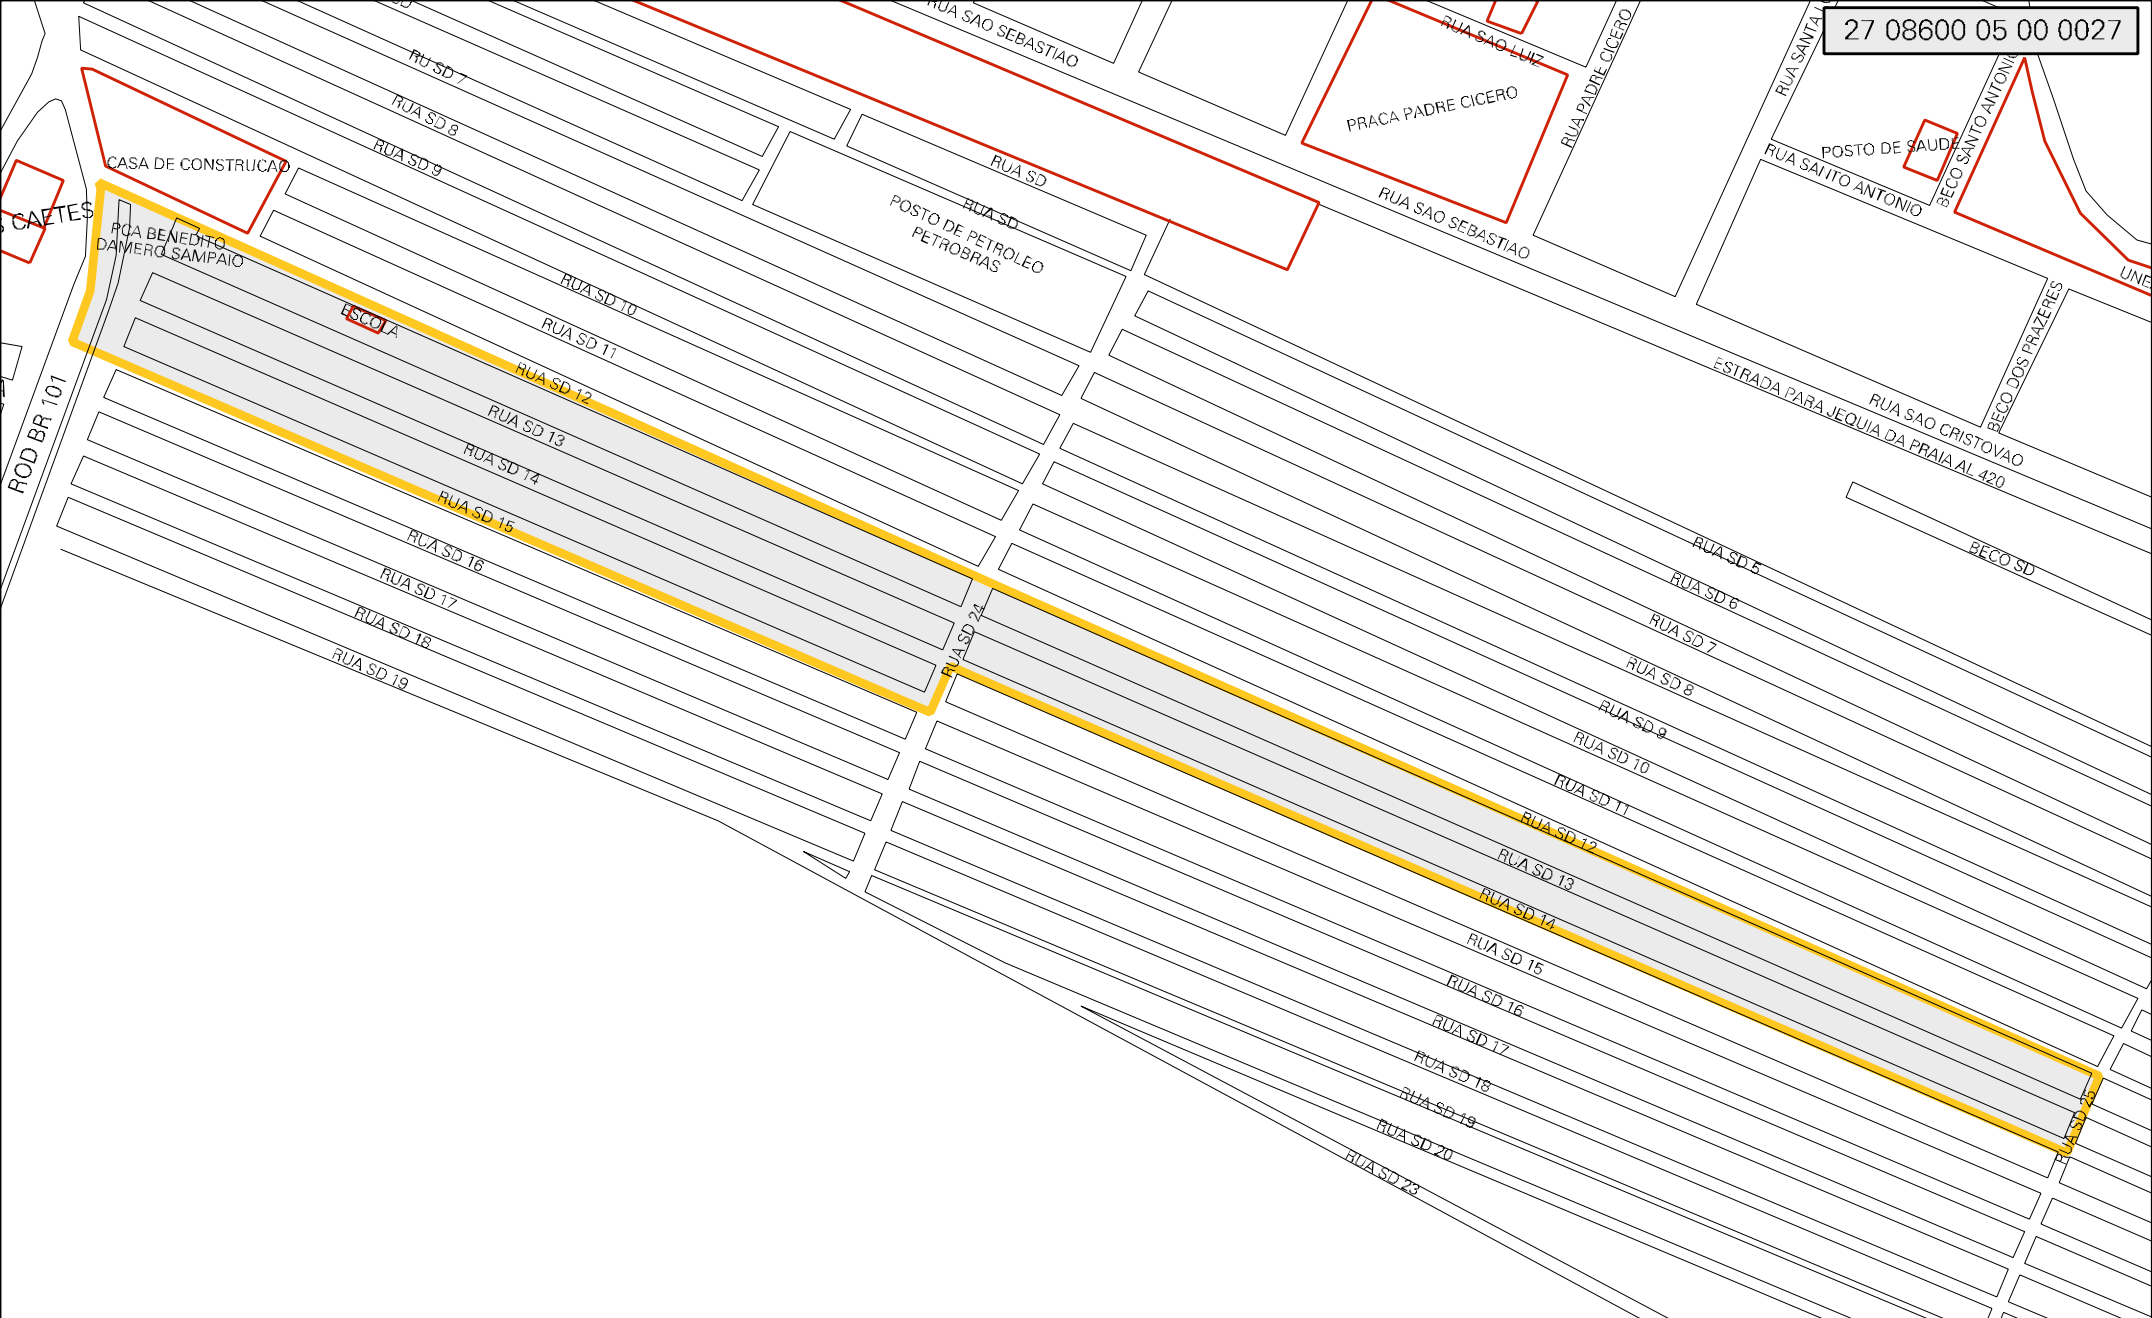 27 08600 05 00 0027
RUA SAO SEBASTIAO
RUA SAO LUIZ
RUA PADRE CICERO
PRACA PADRE CICERO
BECO SANTO ANTONIO
POSTO DE SAUDE
RUA SANTO ANTONIO
RU SD 7
RUA SD 8
RUA SD 9
CASA DE CONSTRUCAO
RUA SD
RUA SD
POSTO DE PETROLEO
PETROBRAS
RUA SAO SEBASTIAO
CAETES
PCA BENEDITO
DAMERO SAMPAIO
ESCOLA
RUA SD 10
RUA SD 11
RUA SD 12
RUA SD 13
RUA SD 14
RUA SD 15
RUA SD 16
RUA SD 17
RUA SD 18
RUA SD 19
ROD BR 101
BECO DOS PRAZERES
ESTRADA PARA JEQUIA DA PRAIA AL 420
RUA SAO CRISTOVAO
BECO SD
RUA SD 5
RUA SD 6
RUA SD 7
RUA SD 8
RUA SD 9
RUA SD 10
RUA SD 11
RUA SD 12
RUA SD 13
RUA SD 14
RUA SD 15
RUA SD 16
RUA SD 17
RUA SD 18
RUA SD 19
RUA SD 20
RUA SD 23
RUA SD 24
RUA SD 25